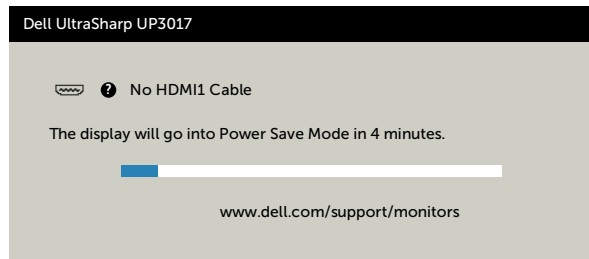 Dell UltraSharp UP3017
? No HDMI1 Cable
The display will go into Power Save Mode in 4 minutes.
www.dell.com/support/monitors